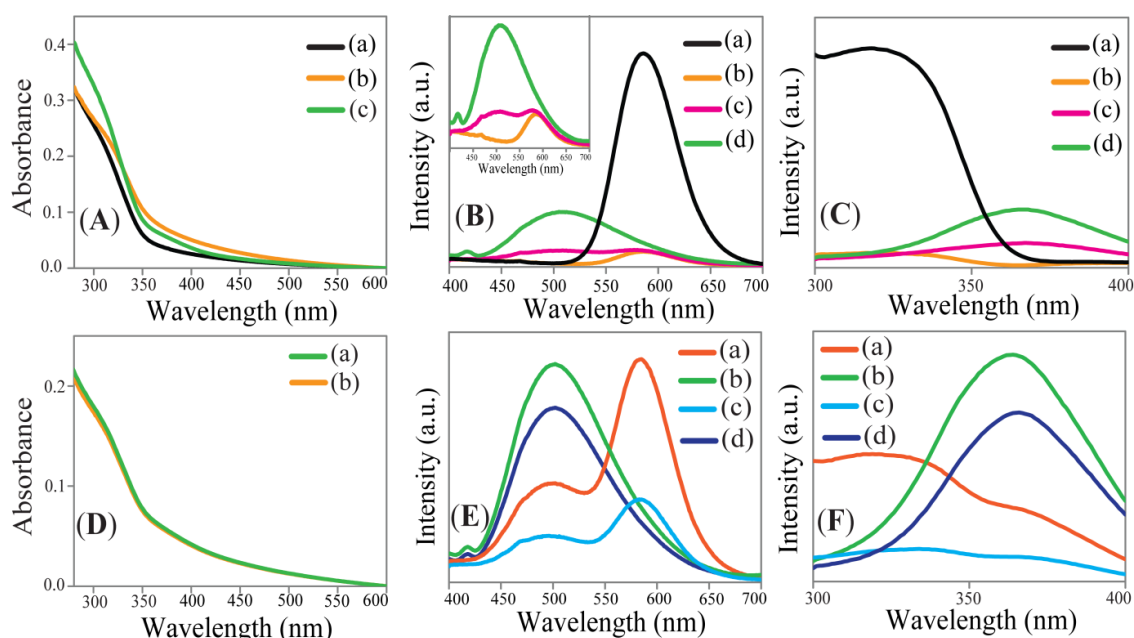 0.4
0.3
0.2
0.1
0.0
Absorbance
(a)
(b)
(c)
(A)
300 350 400 450 500 550 600
Wavelength (nm)
Intensity (a.u.)
500 550 600 700
Wavelength (nm)
(a)
(b)
(c)
(d)
(B)
400 450 500 550 600 650 700
Wavelength (nm)
Intensity (a.u.)
(a)
(b)
(c)
(d)
(C)
300 350 400
Wavelength (nm)
0.2
0.1
0.0
Absorbance
(a)
(b)
(D)
300 350 400 450 500 550 600
Wavelength (nm)
Intensity (a.u.)
(a)
(b)
(c)
(d)
(E)
400 450 500 550 600 650 700
Wavelength (nm)
Intensity (a.u.)
(a)
(b)
(c)
(d)
(F)
300 350 400
Wavelength (nm)